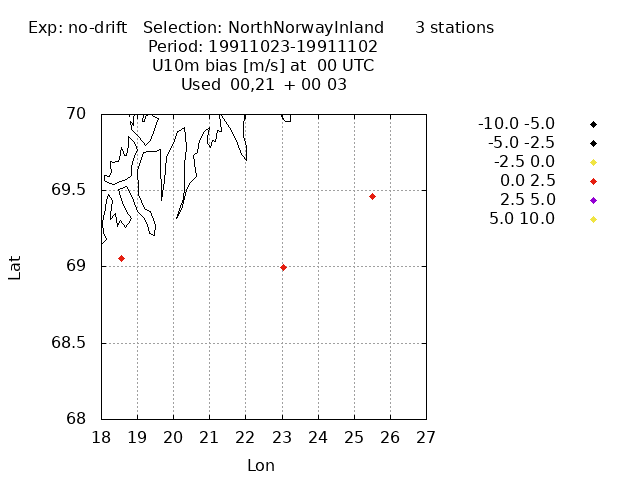 Exp: no-drift   Selection: NorthNorwayInland      3 stations
Period: 19911023-19911102
U10m bias [m/s] at  00 UTC
Used  00,21  + 00 03
-10.0 -5.0
-5.0 -2.5
-2.5 0.0
0.0 2.5
2.5 5.0
5.0 10.0
70
69.5
69
68.5
68
Lat
18 19 20 21 22 23 24 25 26 27
Lon